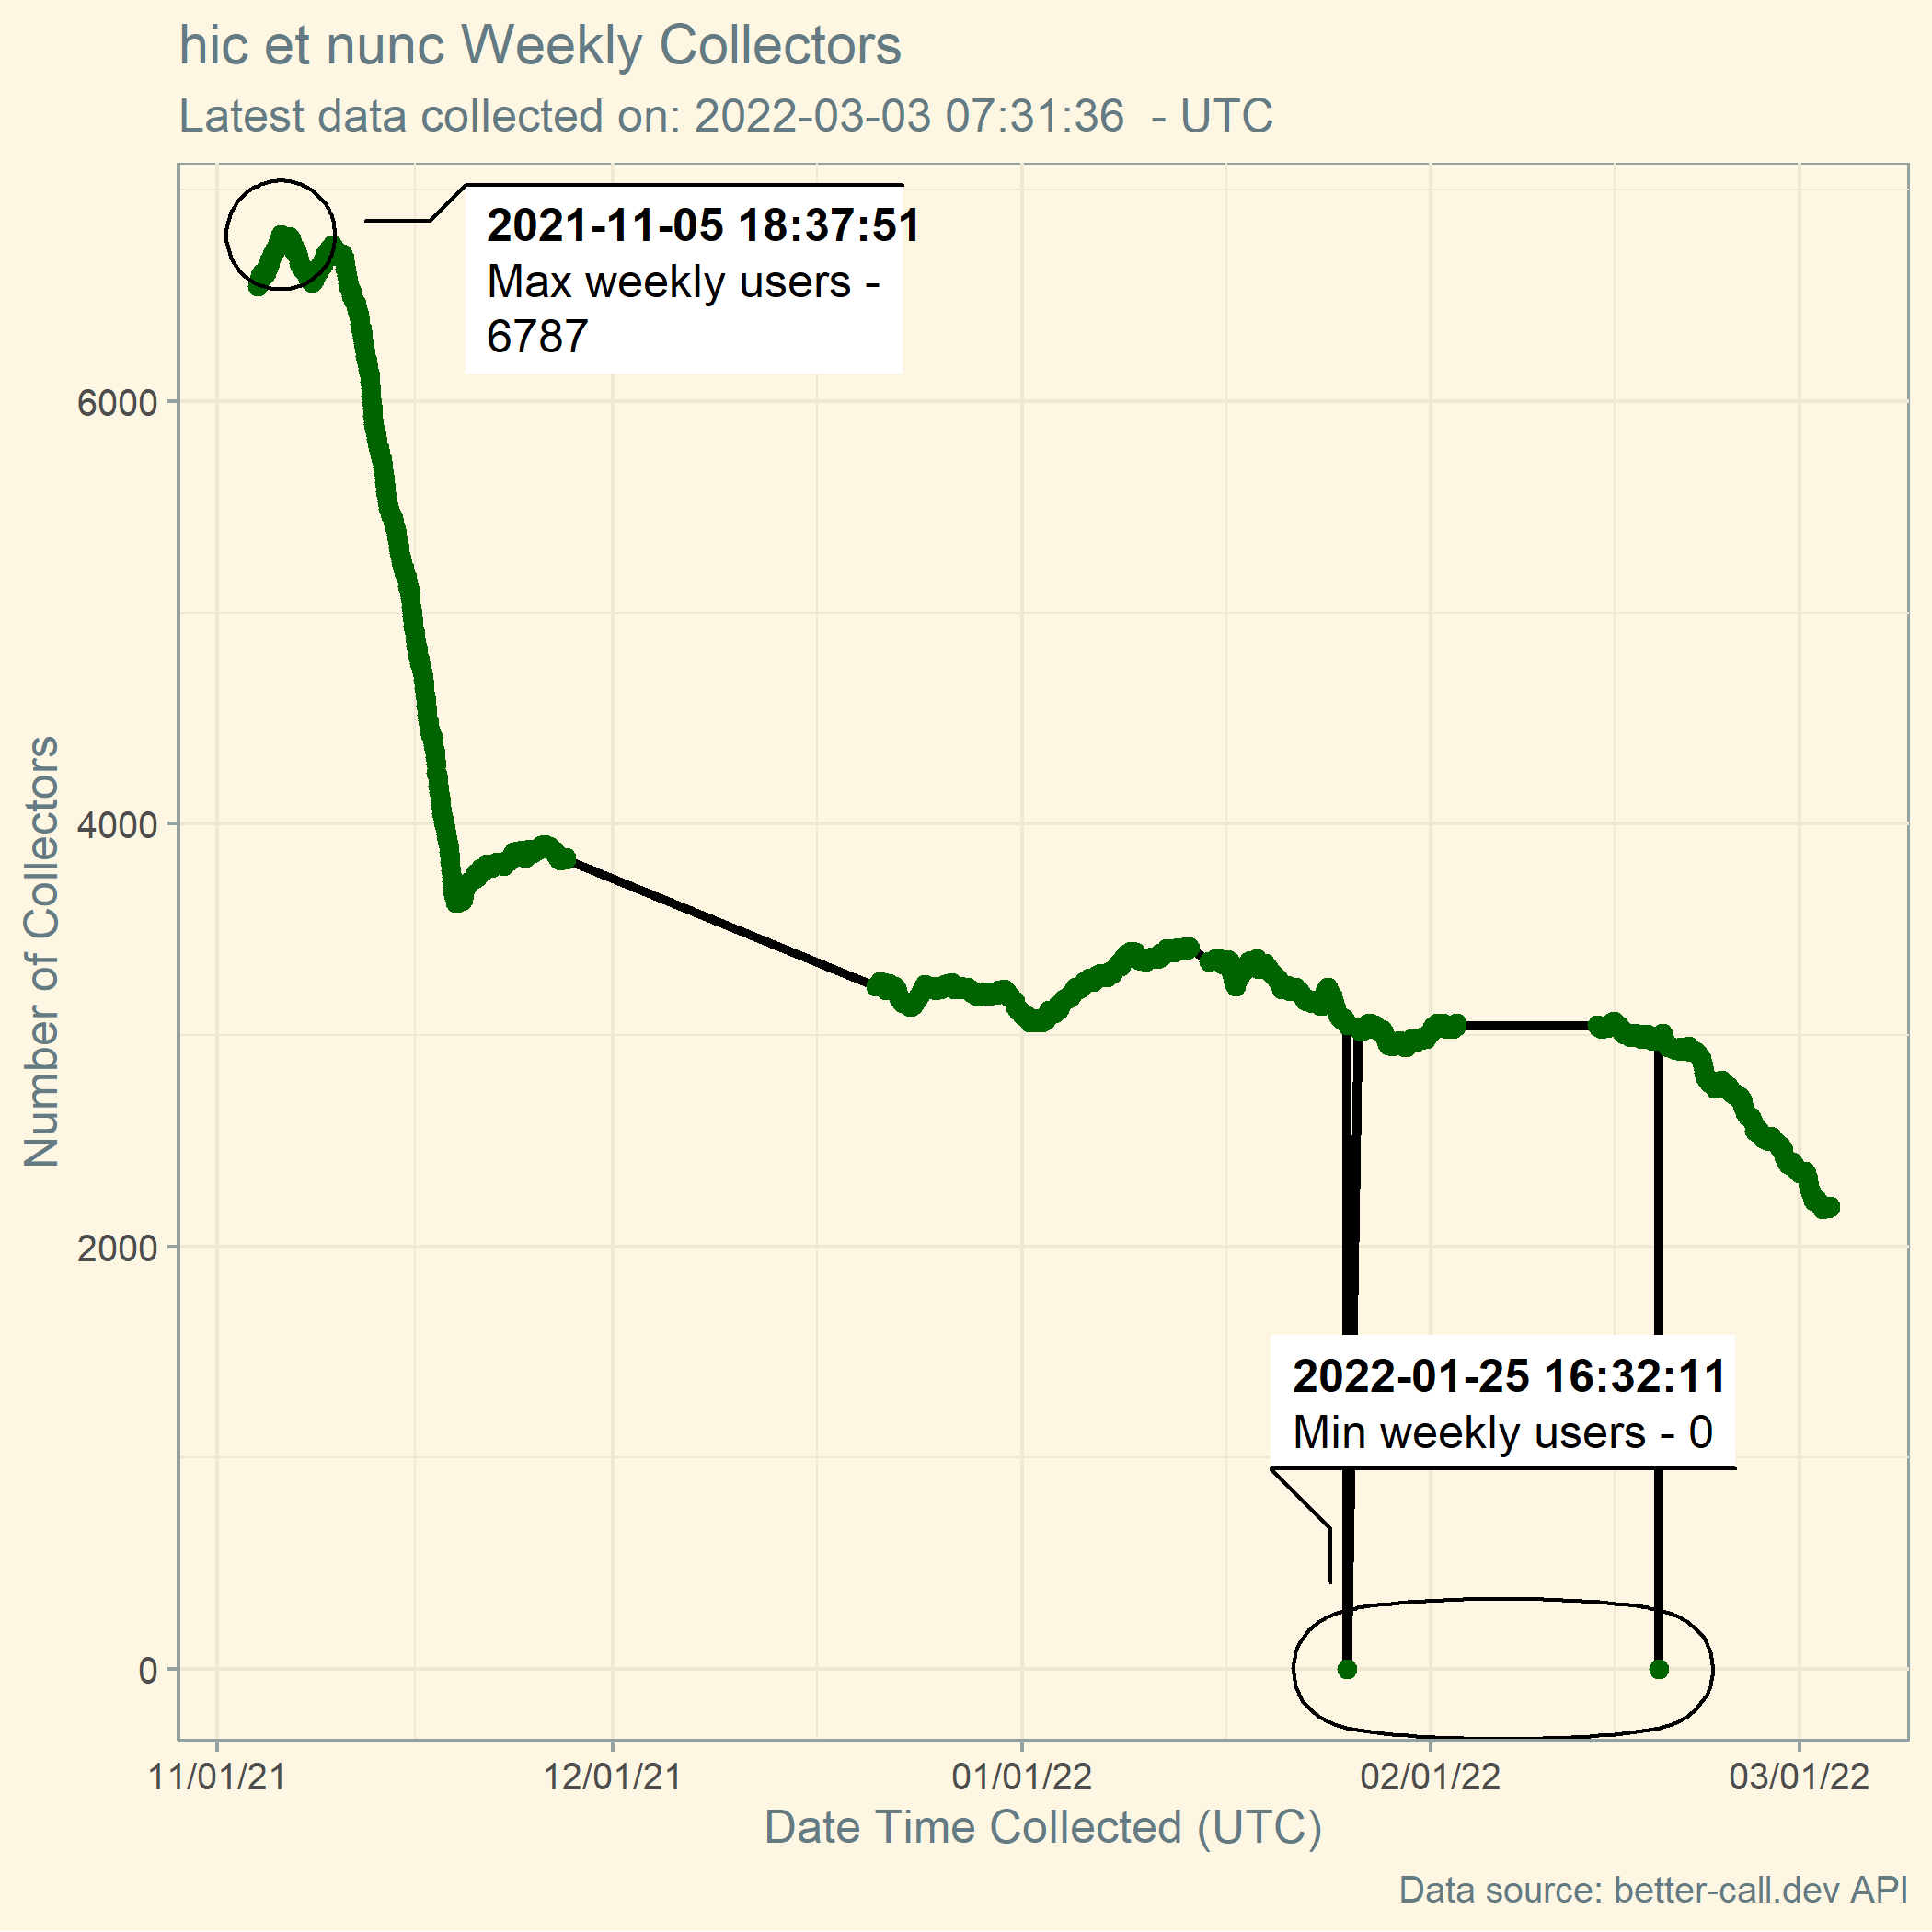 hic et nunc Weekly Collectors
Latest data collected on: 2022-03-03 07:31:36  - UTC
2021-11-05 18:37:51
Max weekly users -
6787
6000
4000
2000
0
Number of Collectors
2022-01-25 16:32:11
Min weekly users - 0
11/01/21
12/01/21
01/01/22
02/01/22
03/01/22
Date Time Collected (UTC)
Data source: better-call.dev API